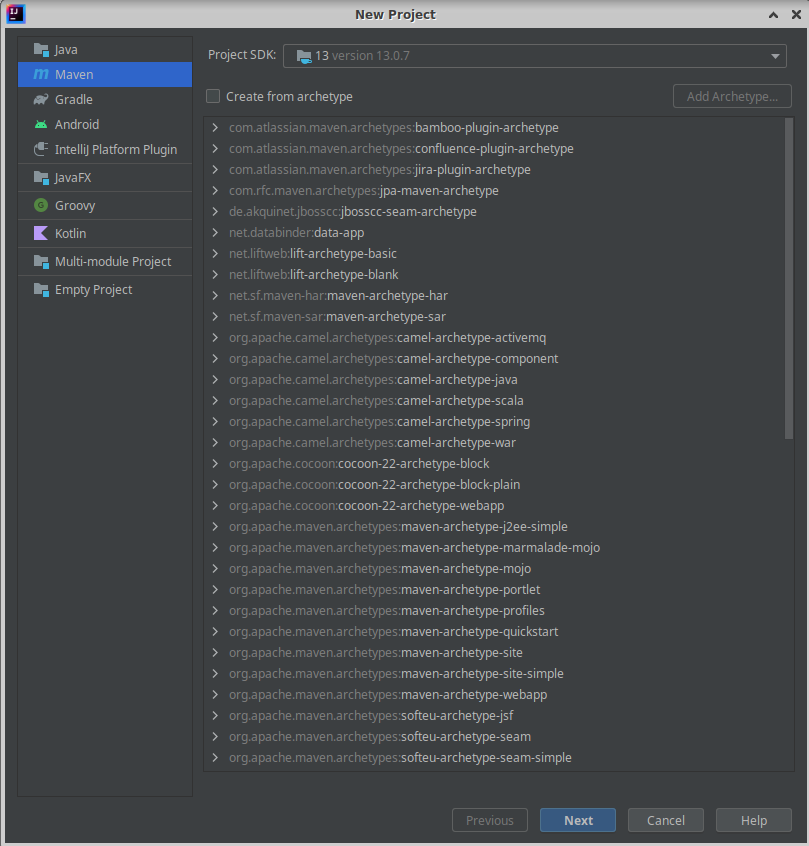 New Project
Java
Maven
Gradle
Android
IntelliJ Platform Plugin
JavaFX
Groovy
Kotlin
Multi-module Project
Empty Project
Project SDK: 13 version 13.0.7
Create from archetype
Add Archetype...
com.atlassian.maven.archetypes:bamboo-plugin-archetype
com.atlassian.maven.archetypes:confluence-plugin-archetype
com.atlassian.maven.archetypes:jira-plugin-archetype
com.rfc.maven.archetypes:jpa-maven-archetype
de.akquinet.jbosscc:jbosscc-seam-archetype
net.databinder:data-app
net.liftweb:lift-archetype-basic
net.liftweb:lift-archetype-blank
net.sf.maven-har:maven-archetype-har
net.sf.maven-sar:maven-archetype-sar
org.apache.camel.archetypes:camel-archetype-activemq
org.apache.camel.archetypes:camel-archetype-component
org.apache.camel.archetypes:camel-archetype-java
org.apache.camel.archetypes:camel-archetype-scala
org.apache.camel.archetypes:camel-archetype-spring
org.apache.camel.archetypes:camel-archetype-war
org.apache.cocoon:cocoon-22-archetype-block
org.apache.cocoon:cocoon-22-archetype-block-plain
org.apache.cocoon:cocoon-22-archetype-webapp
org.apache.maven.archetypes:maven-archetype-j2ee-simple
org.apache.maven.archetypes:maven-archetype-marmalade-mojo
org.apache.maven.archetypes:maven-archetype-mojo
org.apache.maven.archetypes:maven-archetype-portlet
org.apache.maven.archetypes:maven-archetype-profiles
org.apache.maven.archetypes:maven-archetype-quickstart
org.apache.maven.archetypes:maven-archetype-site
org.apache.maven.archetypes:maven-archetype-site-simple
org.apache.maven.archetypes:maven-archetype-webapp
org.apache.maven.archetypes:softeu-archetype-jsf
org.apache.maven.archetypes:softeu-archetype-seam
org.apache.maven.archetypes:softeu-archetype-seam-simple
Previous
Next
Cancel
Help